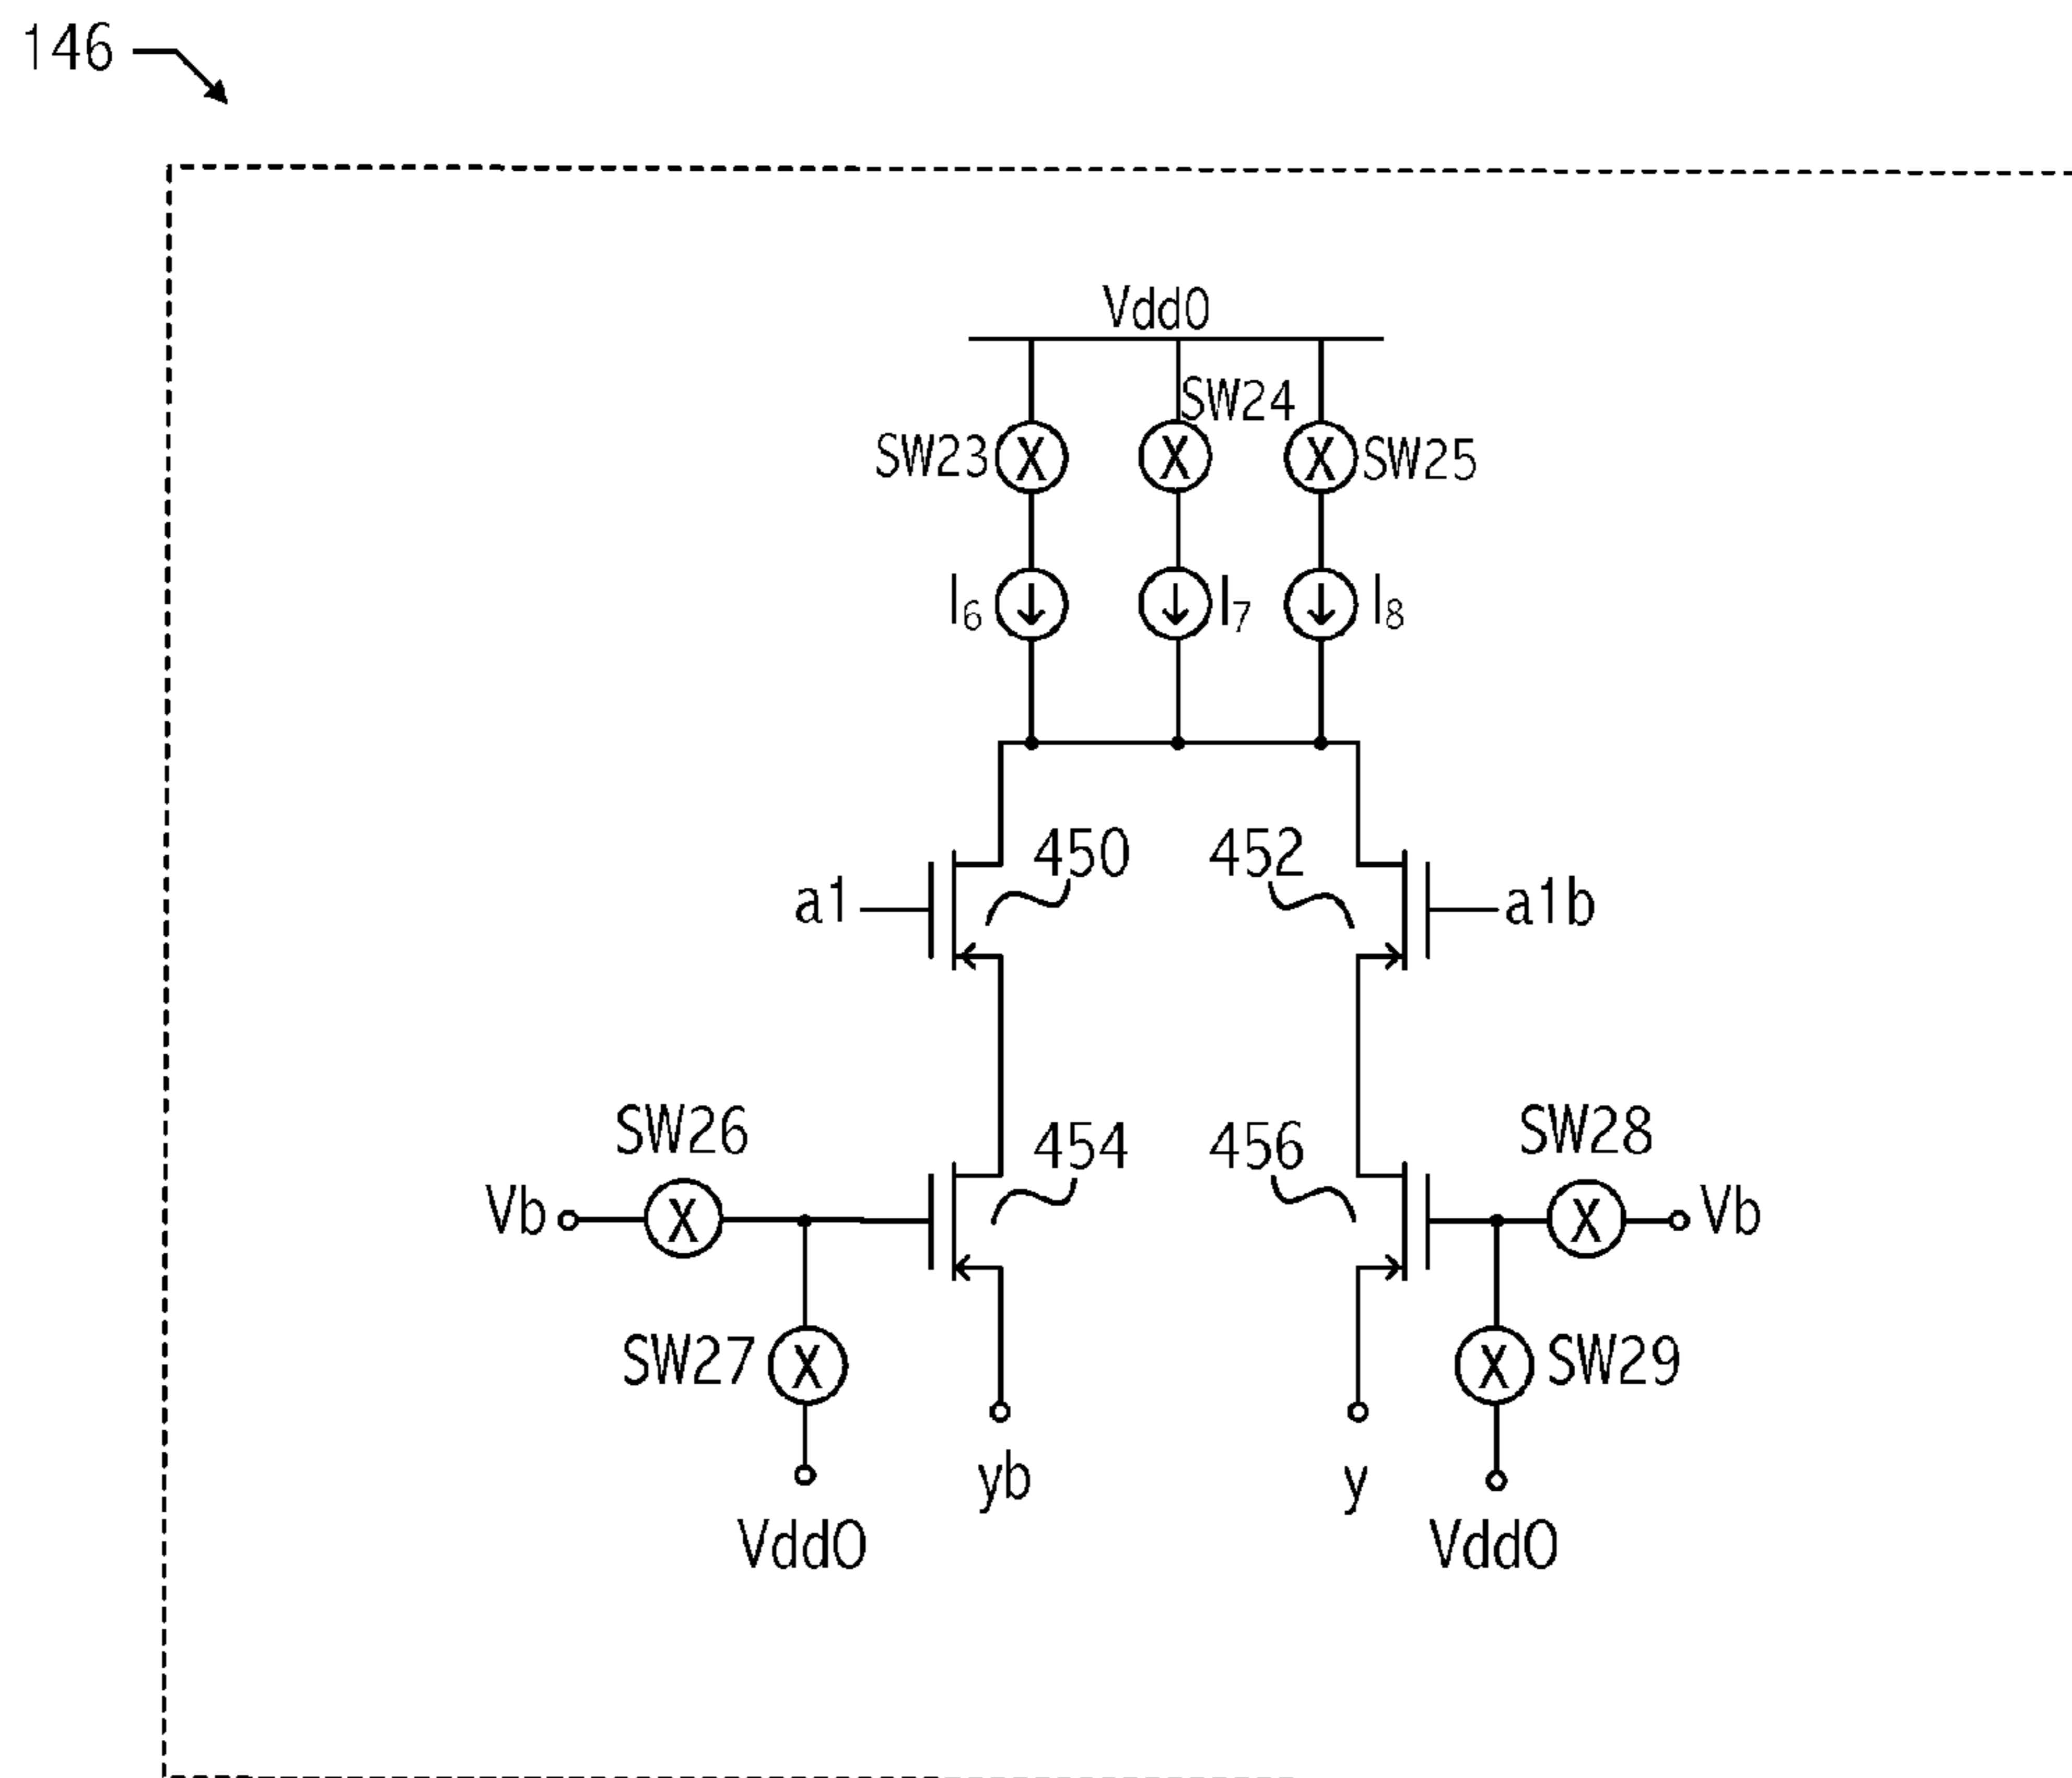 146
Vdd0
SW24
SW23 X X X SW25
I6 I7 I8
450 452
a1 a1b
SW26 454 456 SW28
Vb X X Vb
SW27 X X SW29
yb y
Vdd0 Vdd0